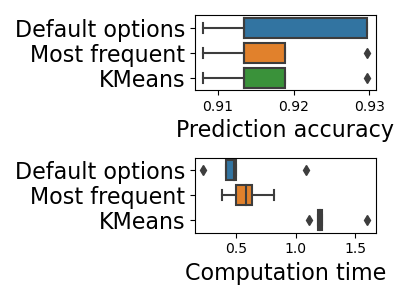 Default options
Most frequent
KMeans
0.91 0.92 0.93
Prediction accuracy
Default options
Most frequent
KMeans
0.5 1.0 1.5
Computation time